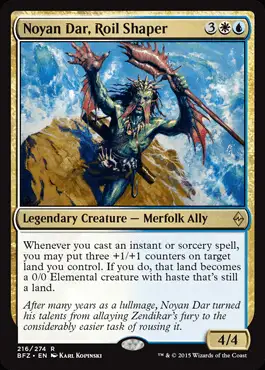 Noyan Dar, Roil Shaper 3
Legendary Creature — Merfolk Ally
Whenever you cast an instant or sorcery spell,
you may put three +1/+1 counters on target
land you control. If you do, that land becomes
a 0/0 Elemental creature with haste that's still
a land.
After many years as a lullmage, Noyan Dar turned
his talents from allaying Zendikar's fury to the
considerably easier task of rousing it.
4/4
216/274 R
BFZ • EN Karl Kopinski
™ & © 2015 Wizards of the Coast